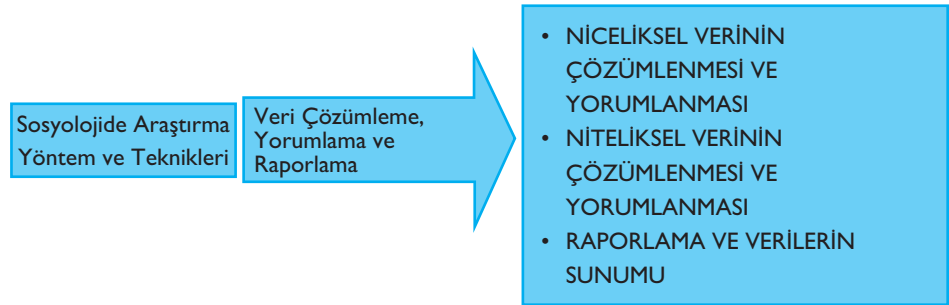 Sosyolojide Araştırma
Yöntem ve Teknikleri
Veri Çözümleme,
Yorumlama ve
Raporlama
• NİCELİKSEL VERİNİN
ÇÖZÜMLENMESİ VE
YORUMLANMASI
• NİTELİKSEL VERİNİN
ÇÖZÜMLENMESİ VE
YORUMLANMASI
• RAPORLAMA VE VERİLERİN
SUNUMU